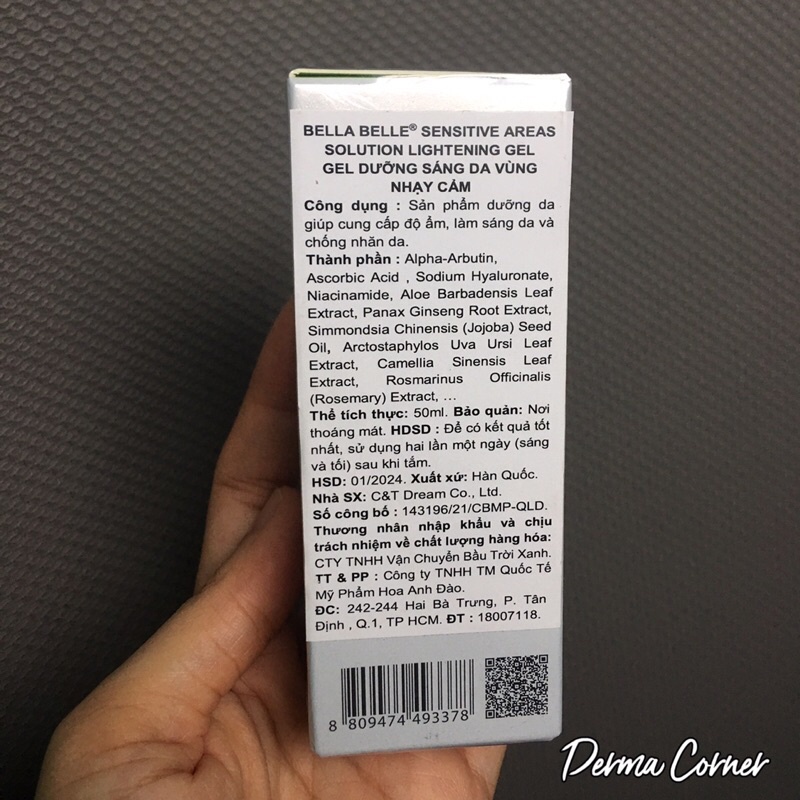 BELLA BELLE® SENSITIVE AREAS
SOLUTION LIGHTENING GEL
GEL DƯỠNG SÁNG DA VÙNG
NHẠY CẢM
Công dụng : Sản phẩm dưỡng da
giúp cung cấp độ ẩm, làm sáng da và
chống nhăn da.
Thành phần : Alpha-Arbutin,
Ascorbic Acid , Sodium Hyaluronate,
Niacinamide, Aloe Barbadensis Leaf
Extract, Panax Ginseng Root Extract,
Simmondsia Chinensis (Jojoba) Seed
Oil, Arctostaphylos Uva Ursi Leaf
Extract, Camellia Sinensis Leaf
Extract, Rosmarinus Officinalis
(Rosemary) Extract, ...
Thể tích thực: 50ml. Bảo quản: Nơi
thoáng mát. HDSD : Để có kết quả tốt
nhất, sử dụng hai lần một ngày (sáng
và tối) sau khi tắm.
HSD: 01/2024. Xuất xứ: Hàn Quốc.
Nhà SX: C&T Dream Co., Ltd.
Số công bố : 143196/21/CBMP-QLD.
Thương nhân nhập khẩu và chịu
trách nhiệm về chất lượng hàng hóa:
CTY TNHH Vận Chuyển Bầu Trời Xanh.
TT & PP : Công ty TNHH TM Quốc Tế
Mỹ Phẩm Hoa Anh Đào.
ĐC: 242-244 Hai Bà Trưng, P. Tân
Định , Q.1, TP HCM. ĐT : 18007118.
8 809474 493378
Derma Corner